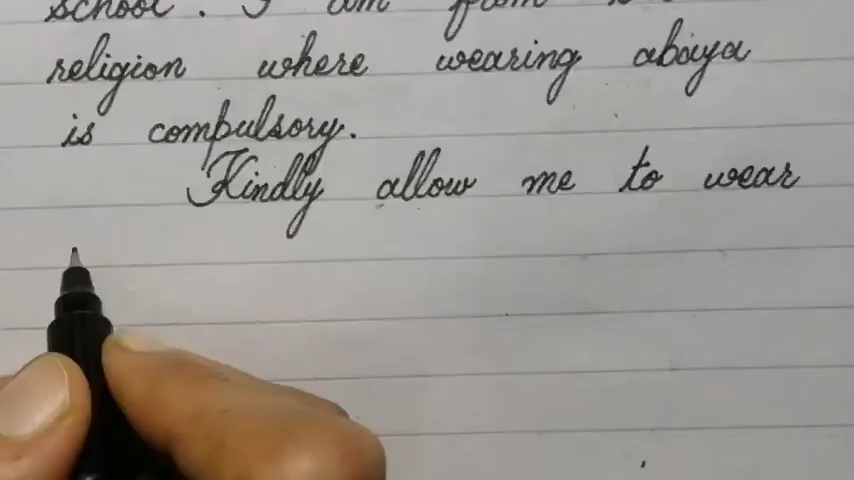 school. I am from
religion where wearing abaya
is compulsory.
Kindly allow me to wear